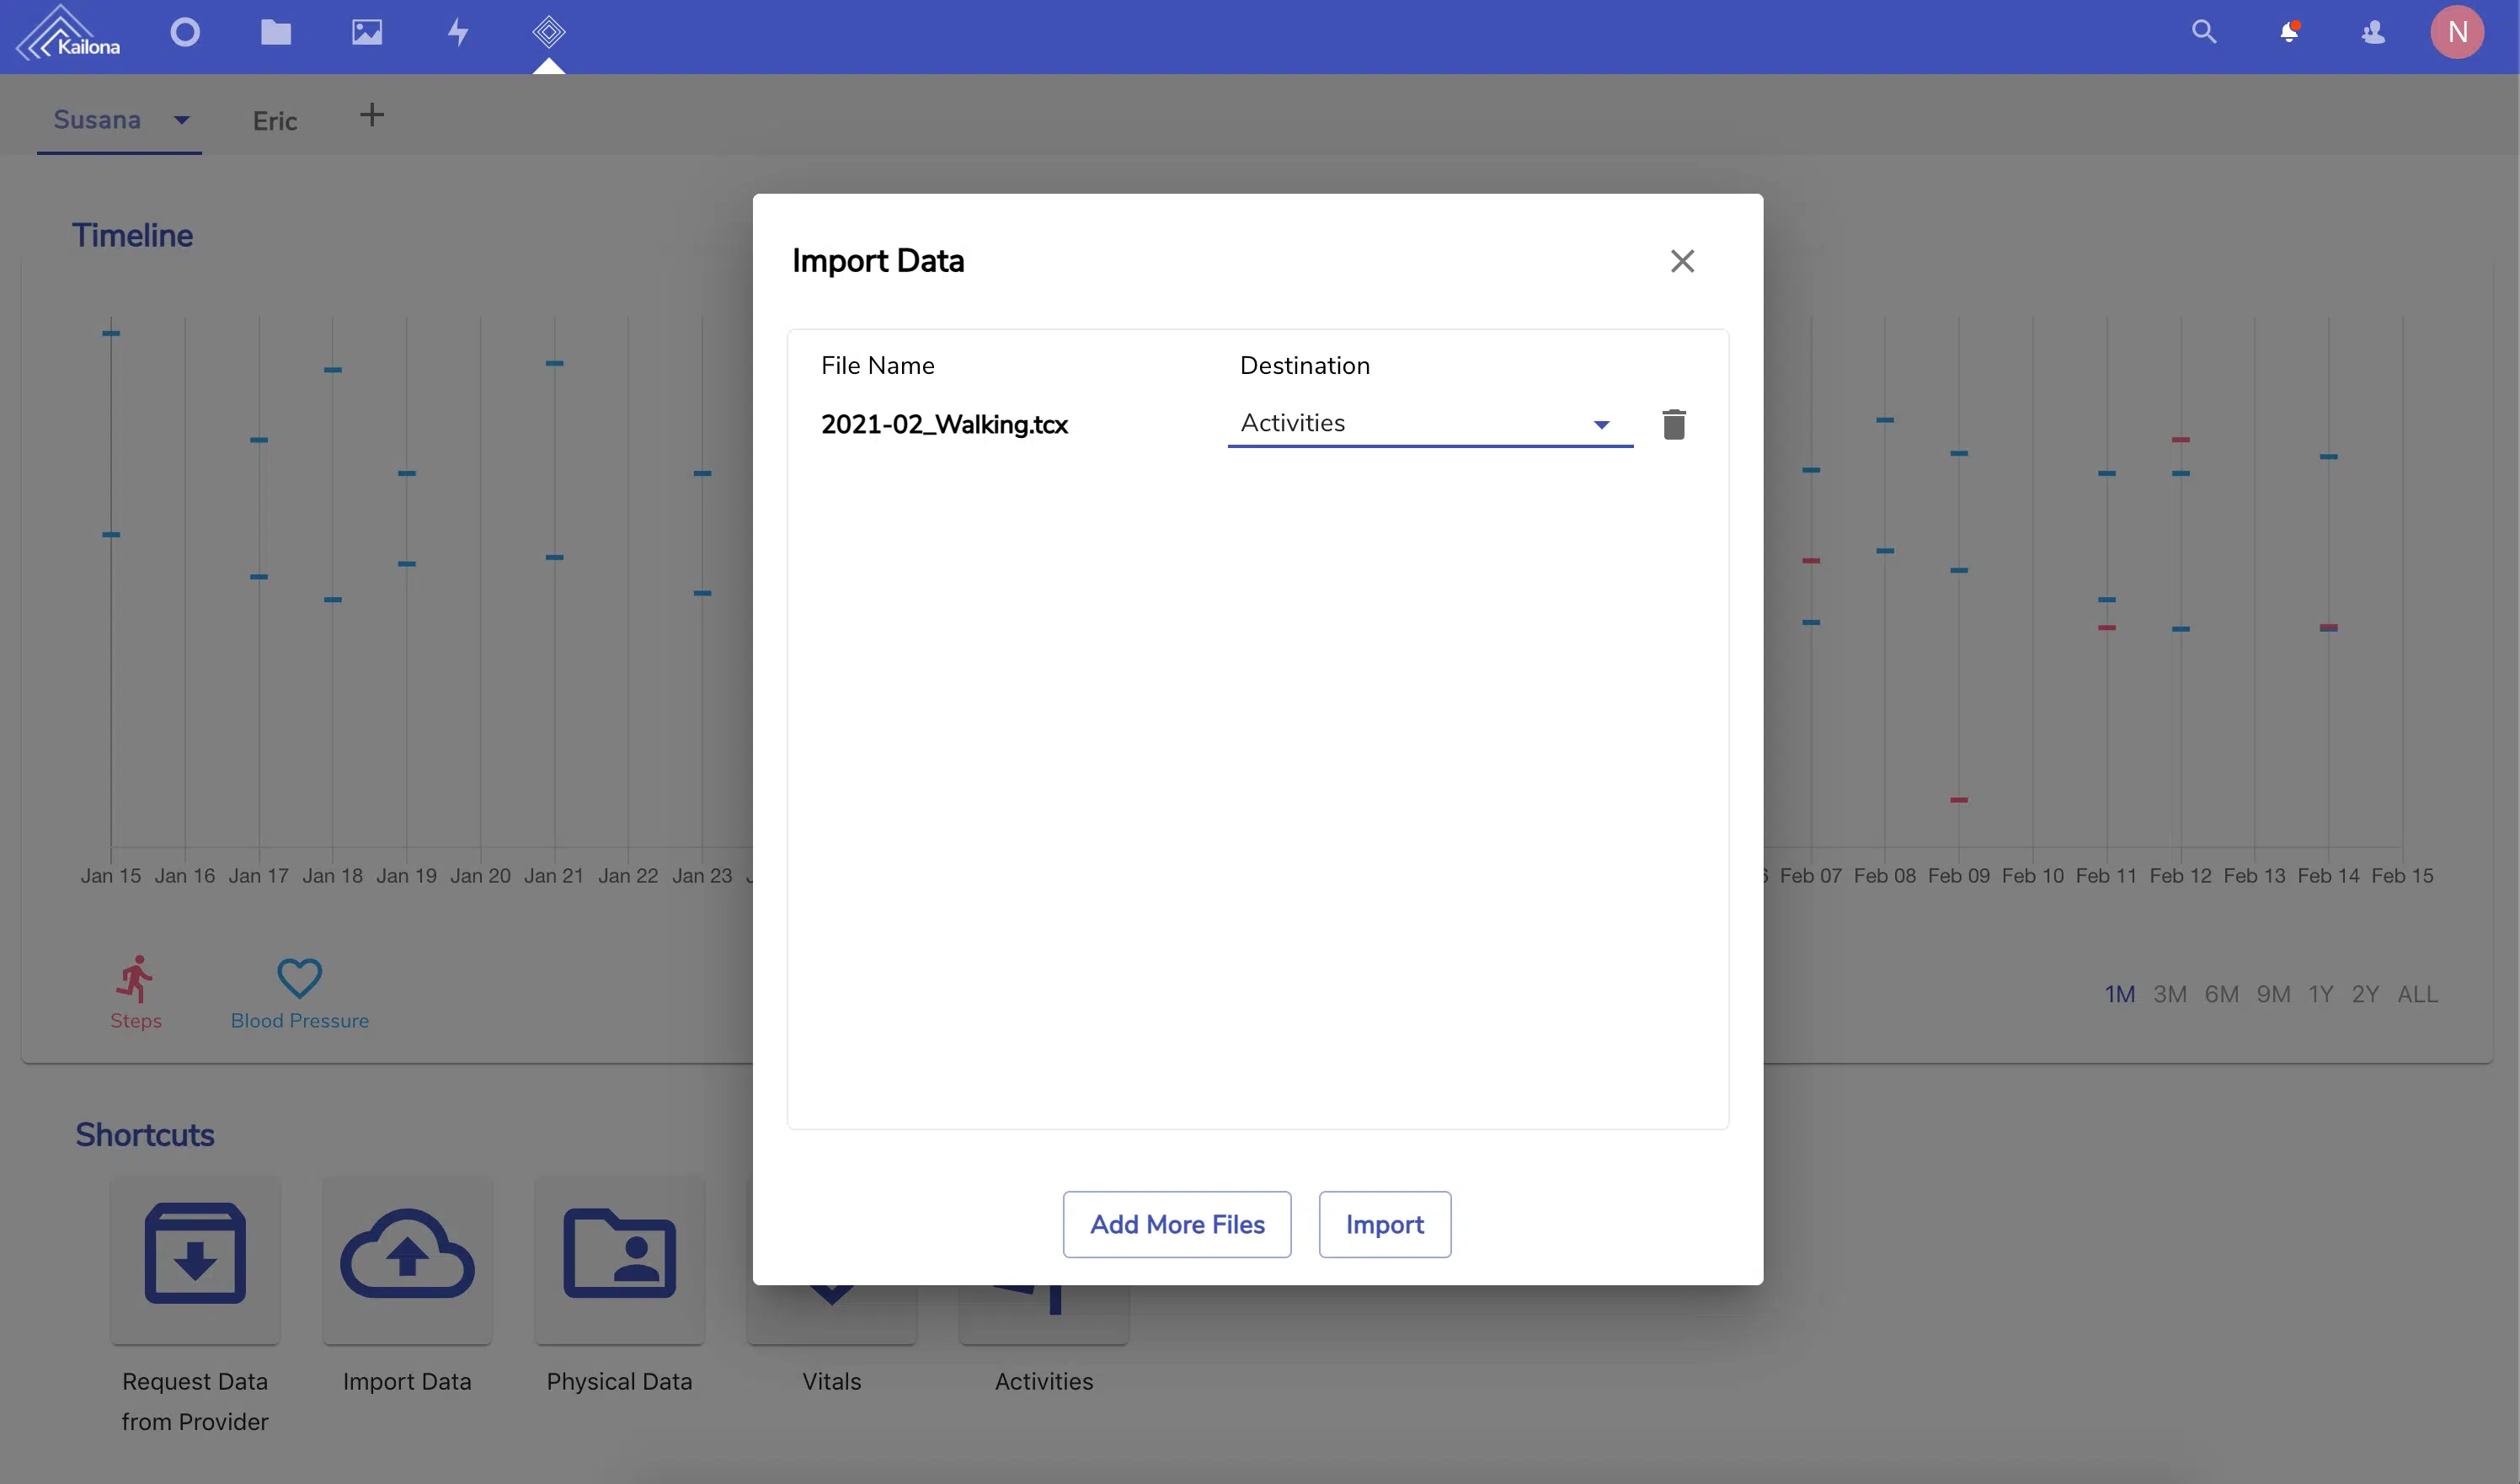 Kailona
N
Susana
Eric
Timeline
Import Data
File Name
Destination
2021-02_Walking.tcx
Activities
Jan 15 Jan 16 Jan 17 Jan 18 Jan 19 Jan 20 Jan 21 Jan 22 Jan 23
Feb 07 Feb 08 Feb 09 Feb 10 Feb 11 Feb 12 Feb 13 Feb 14 Feb 15
Steps
Blood Pressure
1M 3M 6M 9M 1Y 2Y ALL
Shortcuts
Add More Files
Import
Request Data
from Provider
Import Data
Physical Data
Vitals
Activities